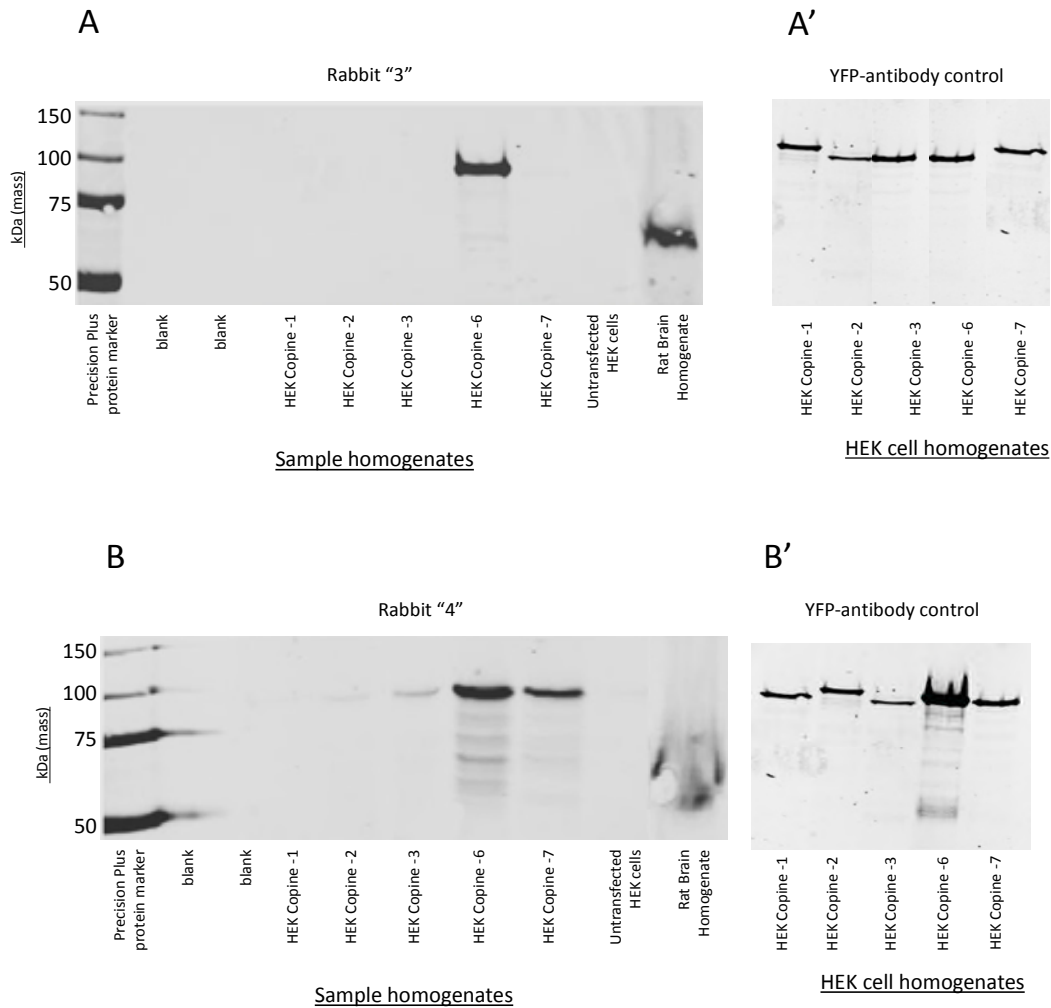 A
A’
Rabbit “3”
YFP-antibody control
150
100
75
50
kDa (mass)
Precision Plus
protein marker
blank
blank
HEK Copine -1
HEK Copine -2
HEK Copine -3
HEK Copine -6
HEK Copine -7
Untransfected
HEK cells
Rat Brain
Homogenate
Sample homogenates
HEK Copine -1
HEK Copine -2
HEK Copine -3
HEK Copine -6
HEK Copine -7
HEK cell homogenates
B
B’
Rabbit “4”
YFP-antibody control
150
100
75
50
kDa (mass)
Precision Plus
protein marker
blank
blank
HEK Copine -1
HEK Copine -2
HEK Copine -3
HEK Copine -6
HEK Copine -7
Untransfected
HEK cells
Rat Brain
Homogenate
Sample homogenates
HEK Copine -1
HEK Copine -2
HEK Copine -3
HEK Copine -6
HEK Copine -7
HEK cell homogenates